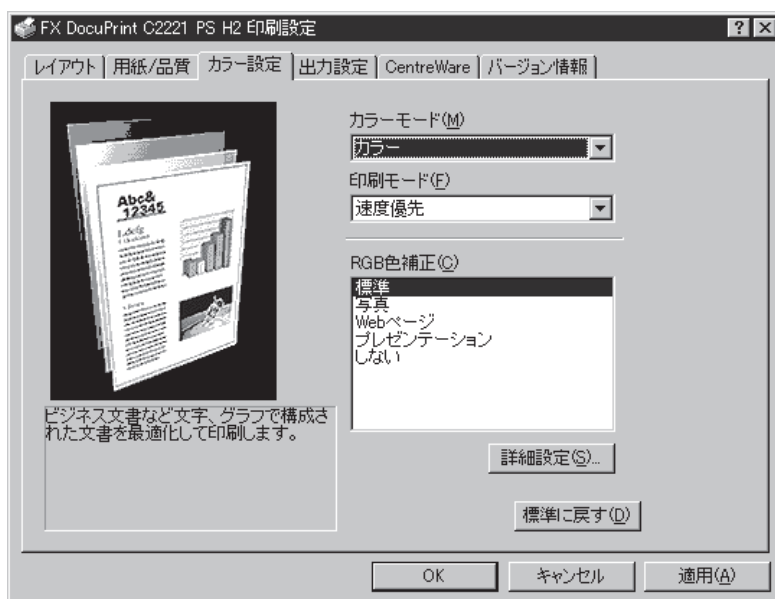 FX DocuPrint C2221 PS H2 印刷設定
レイアウト 用紙/品質 カラー設定 出力設定 CentreWare バージョン情報
カラーモード(M)
カラー
印刷モード(F)
速度優先
RGB色補正(C)
標準
写真
Webページ
プレゼンテーション
しない
Abc&
12345
ビジネス文書など文字、グラフで構成さ
れた文書を最適化して印刷します。
詳細設定(S)...
標準に戻す(D)
OK キャンセル 適用(A)